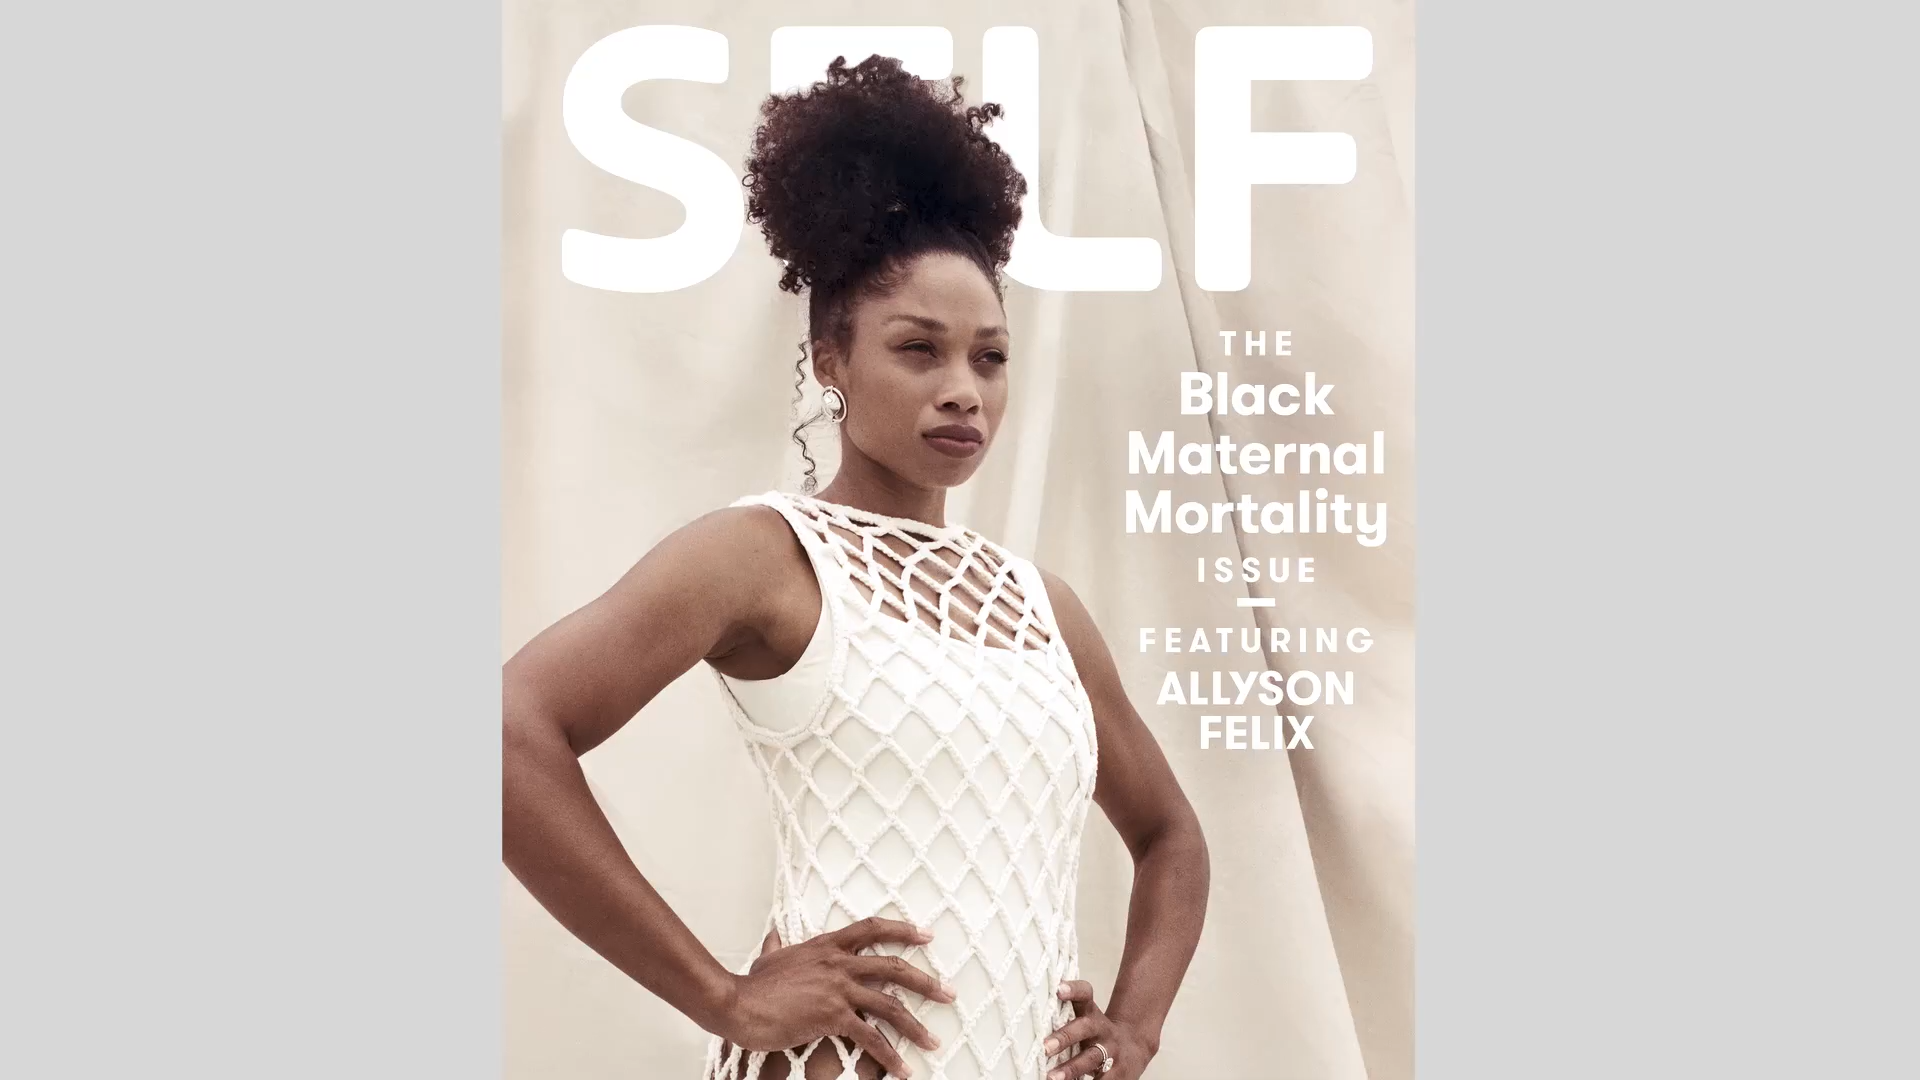 SELF
THE
Black
Maternal
Mortality
ISSUE
FEATURING
ALLYSON
FELIX